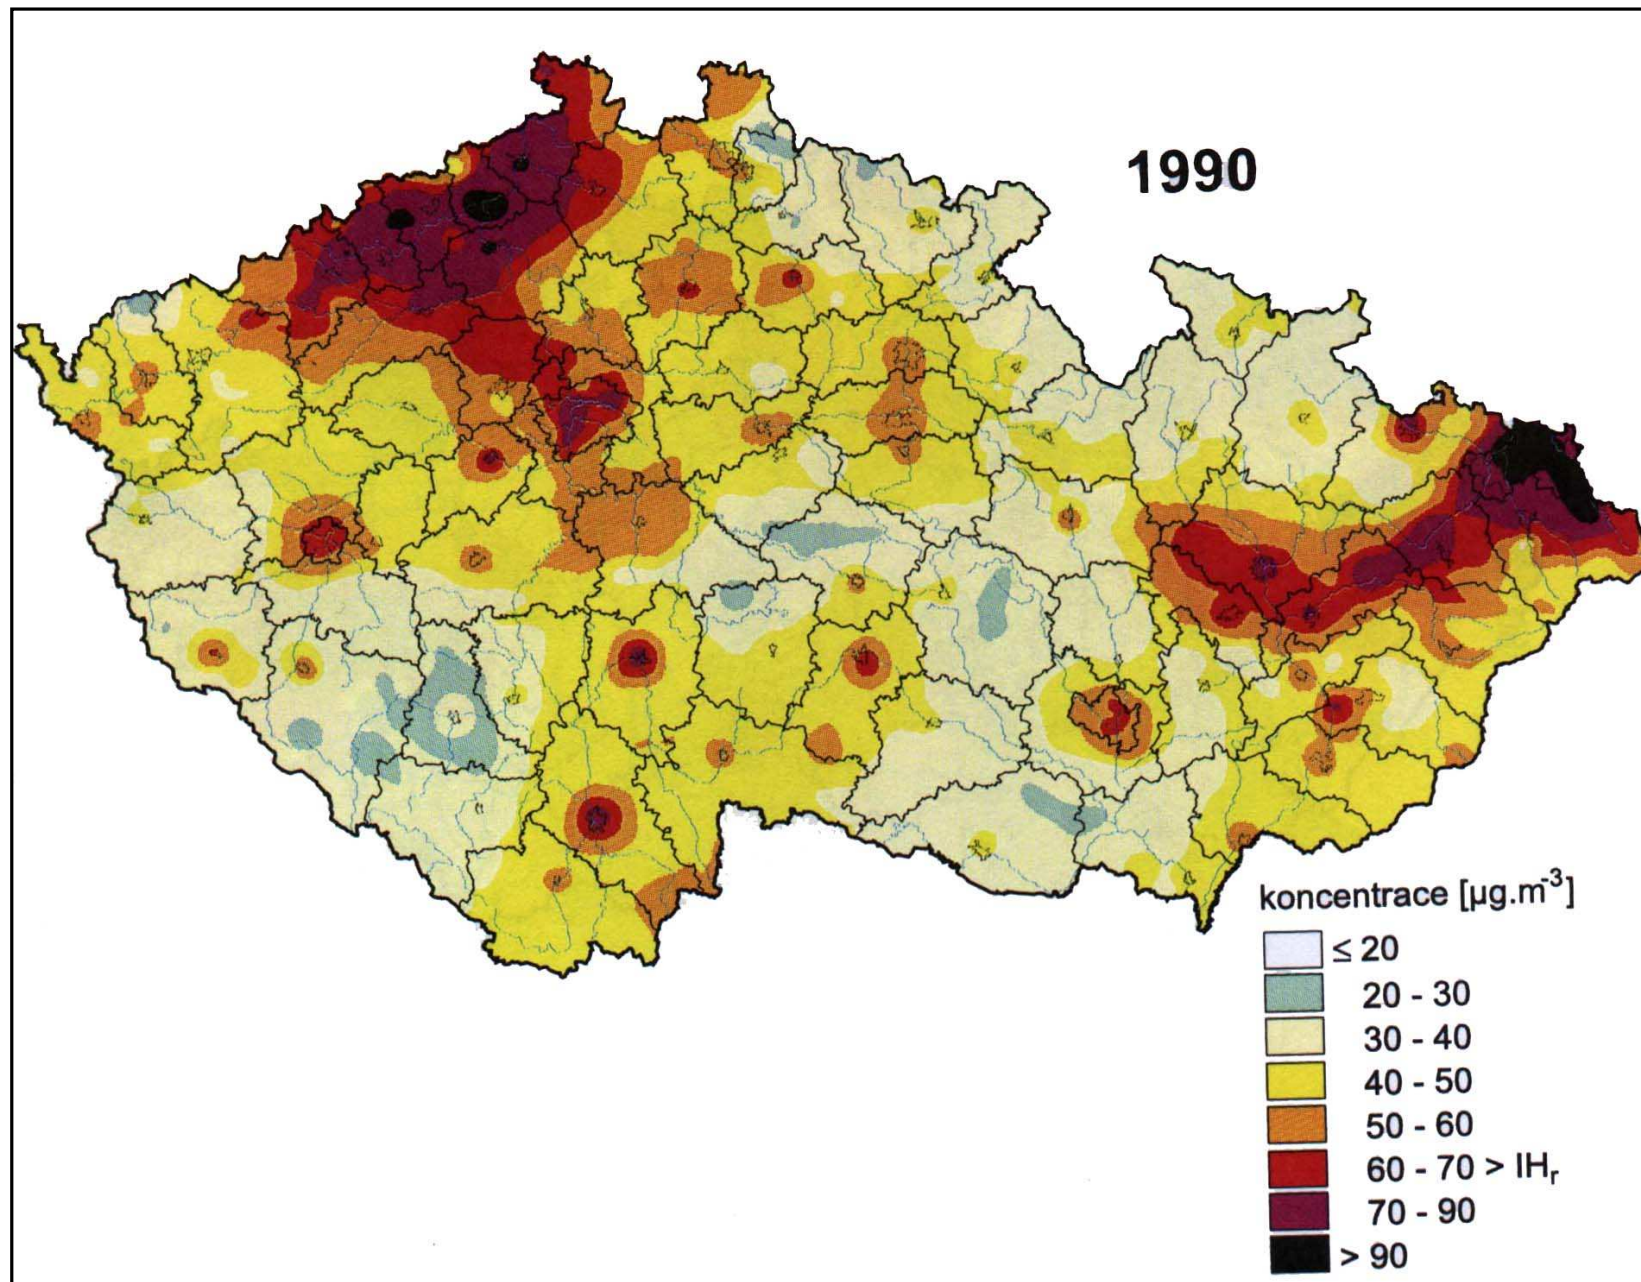 1990
koncentrace [µg.m⁻³]
≤ 20
20 - 30
30 - 40
40 - 50
50 - 60
60 - 70 > IHᵣ
70 - 90
> 90